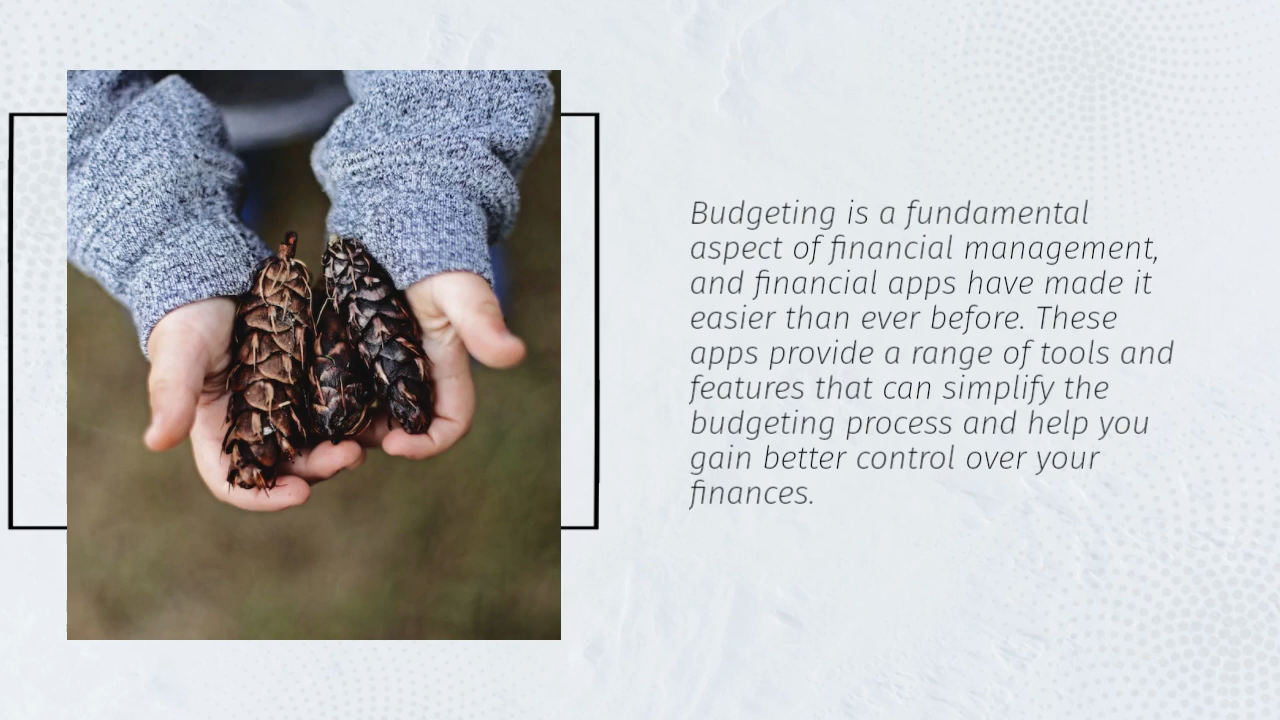 Budgeting is a fundamental
aspect of financial management,
and financial apps have made it
easier than ever before. These
apps provide a range of tools and
features that can simplify the
budgeting process and help you
gain better control over your
finances.